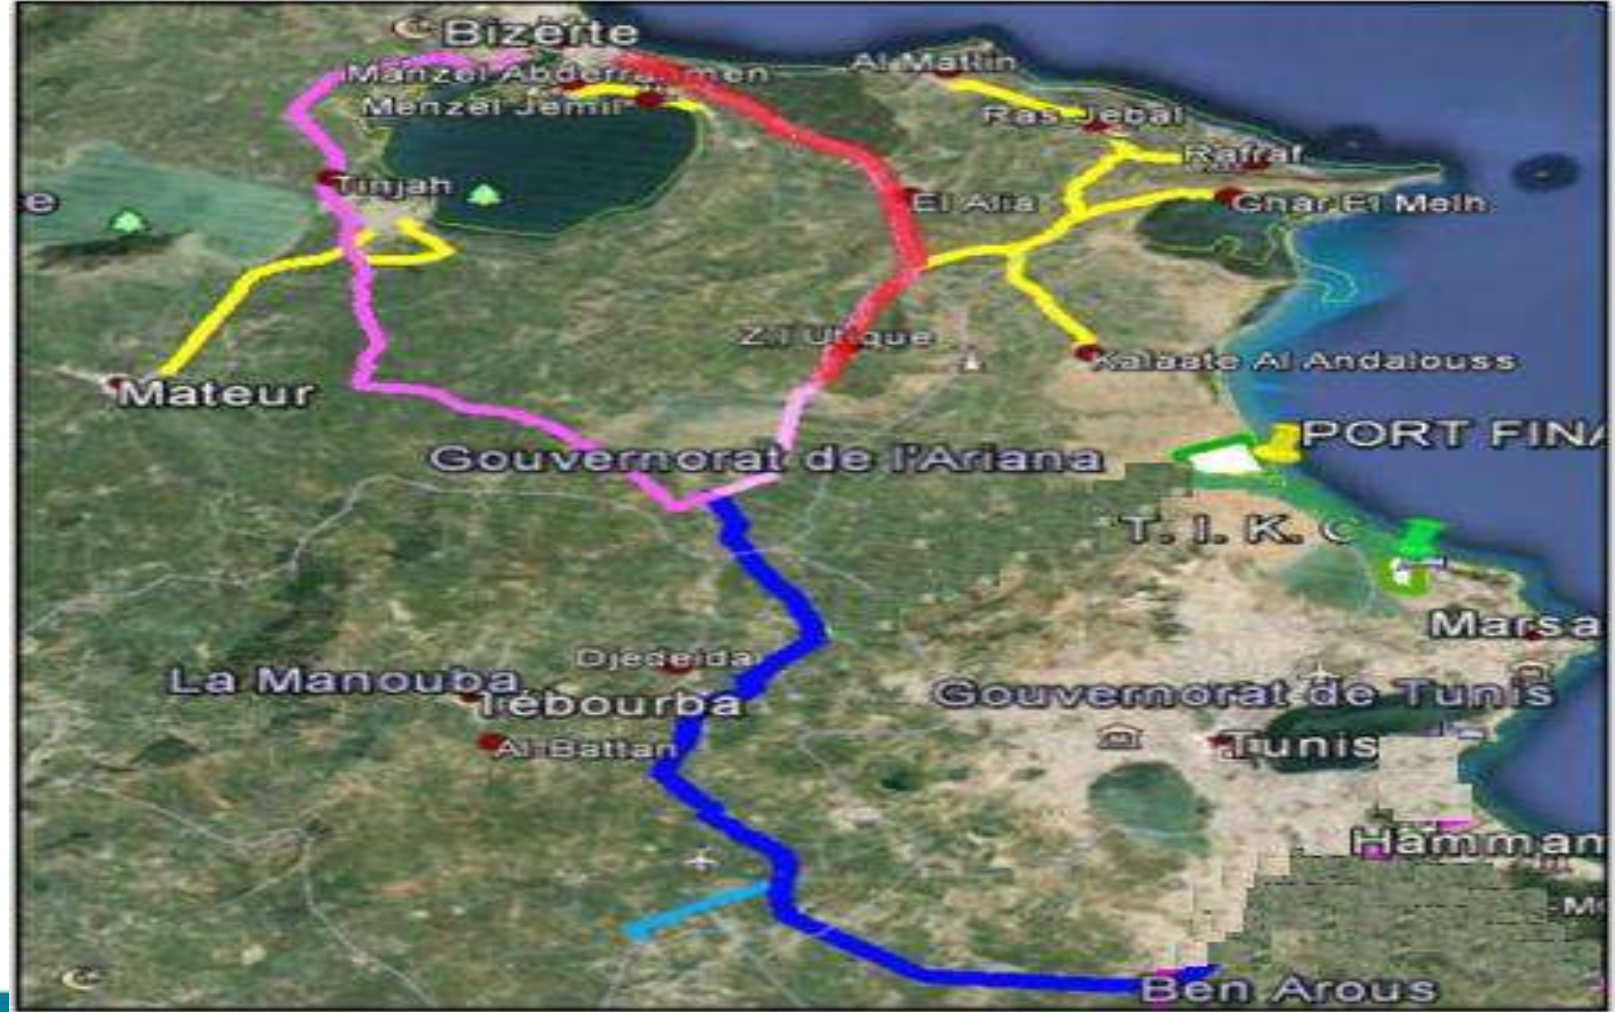 Bizerte
Manzel Abderrahmen
Al Matlin
Menzel Jemil
Ras Jebal
Rafraf
Tinjah
e
El Alia
Ghar El Melh
Z.I Utique
Kalaate Al Andalouss
Mateur
PORT FINA
Gouvernorat de l'Ariana
T. I. K. C
Marsa
Djedeida
La Manouba
Gouvernorat de Tunis
Tebourba
Al-Battan
Tunis
Hamman
Ben Arous